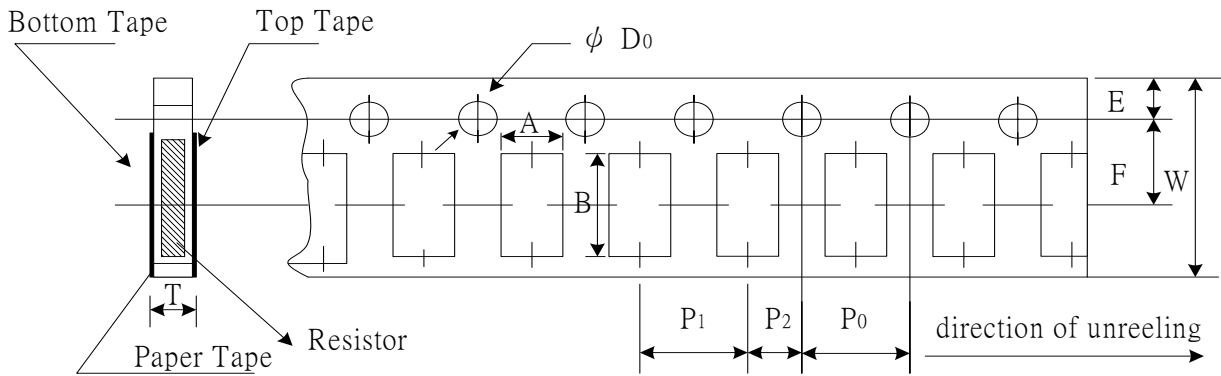 Bottom Tape
Top Tape
ϕ D0
E
A
F
W
B
T
P1
P2
P0
direction of unreeling
Resistor
Paper Tape